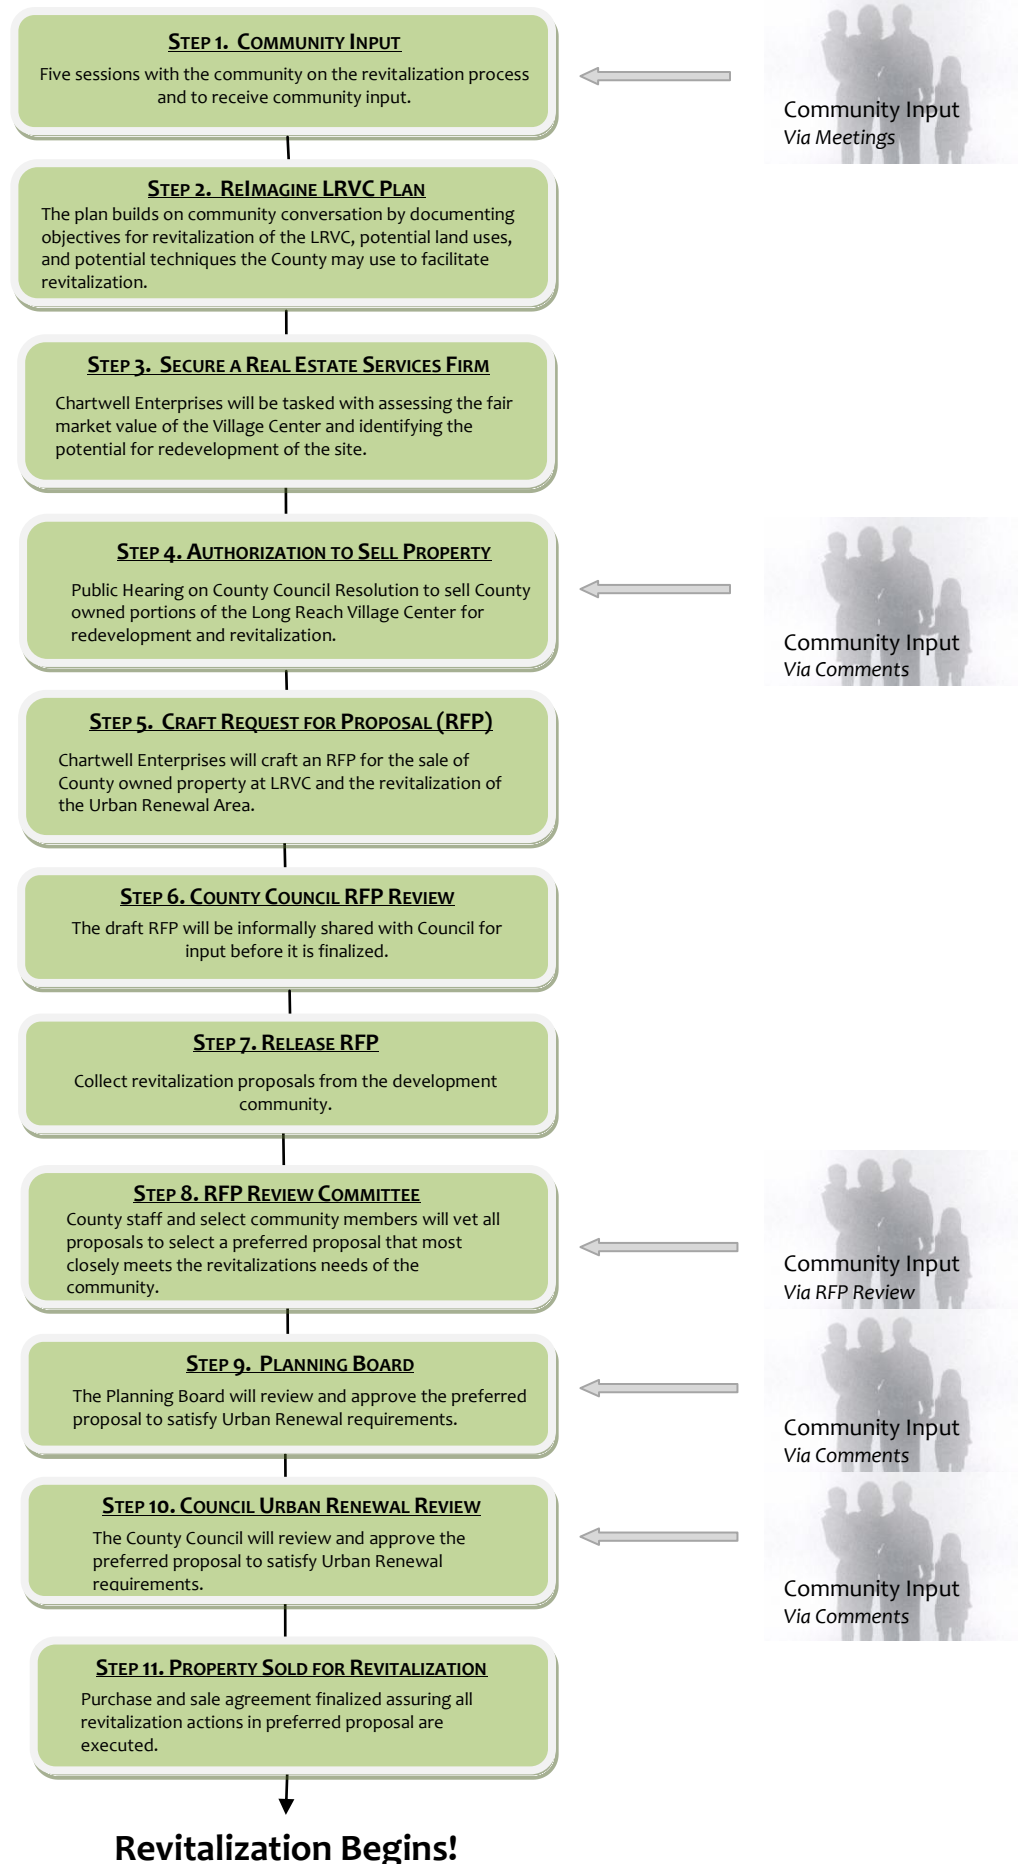 STEP 1. COMMUNITY INPUT
Five sessions with the community on the revitalization process
and to receive community input.
Community Input
Via Meetings
STEP 2. REIMAGINE LRVC PLAN
The plan builds on community conversation by documenting
objectives for revitalization of the LRVC, potential land uses,
and potential techniques the County may use to facilitate
revitalization.
STEP 3. SECURE A REAL ESTATE SERVICES FIRM
Chartwell Enterprises will be tasked with assessing the fair
market value of the Village Center and identifying the
potential for redevelopment of the site.
STEP 4. AUTHORIZATION TO SELL PROPERTY
Public Hearing on County Council Resolution to sell County
owned portions of the Long Reach Village Center for
redevelopment and revitalization.
Community Input
Via Comments
STEP 5. CRAFT REQUEST FOR PROPOSAL (RFP)
Chartwell Enterprises will craft an RFP for the sale of
County owned property at LRVC and the revitalization of
the Urban Renewal Area.
STEP 6. COUNTY COUNCIL RFP REVIEW
The draft RFP will be informally shared with Council for
input before it is finalized.
STEP 7. RELEASE RFP
Collect revitalization proposals from the development
community.
STEP 8. RFP REVIEW COMMITTEE
County staff and select community members will vet all
proposals to select a preferred proposal that most
closely meets the revitalizations needs of the
community.
Community Input
Via RFP Review
STEP 9. PLANNING BOARD
The Planning Board will review and approve the preferred
proposal to satisfy Urban Renewal requirements.
Community Input
Via Comments
STEP 10. COUNCIL URBAN RENEWAL REVIEW
The County Council will review and approve the
preferred proposal to satisfy Urban Renewal
requirements.
Community Input
Via Comments
STEP 11. PROPERTY SOLD FOR REVITALIZATION
Purchase and sale agreement finalized assuring all
revitalization actions in preferred proposal are
executed.
Revitalization Begins!